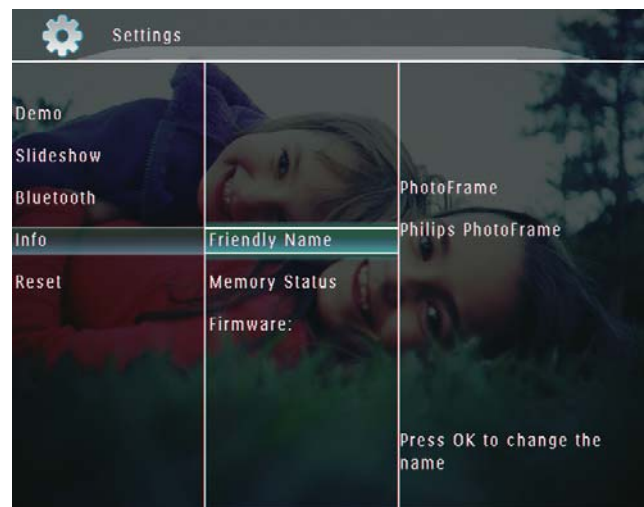 Settings
Demo
Slideshow
Bluetooth
Info
Reset
Friendly Name
Memory Status
Firmware:
PhotoFrame
Philips PhotoFrame
Press OK to change the
name